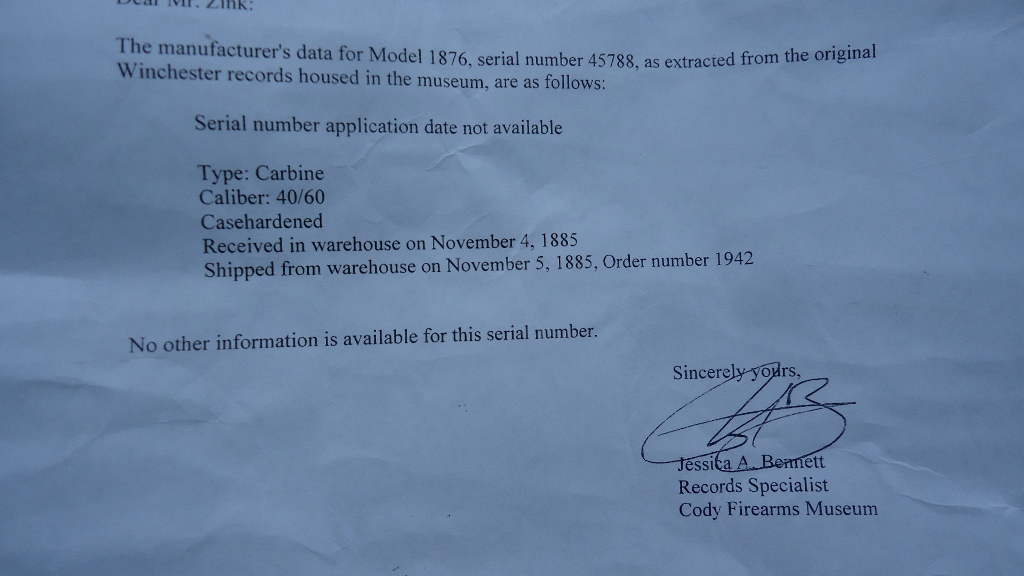 Dear Mr. Zink:
The manufacturer's data for Model 1876, serial number 45788, as extracted from the original
Winchester records housed in the museum, are as follows:
Serial number application date not available
Type: Carbine
Caliber: 40/60
Casehardened
Received in warehouse on November 4, 1885
Shipped from warehouse on November 5, 1885, Order number 1942
No other information is available for this serial number.
Sincerely yours,
Jessica A. Bennett
Records Specialist
Cody Firearms Museum